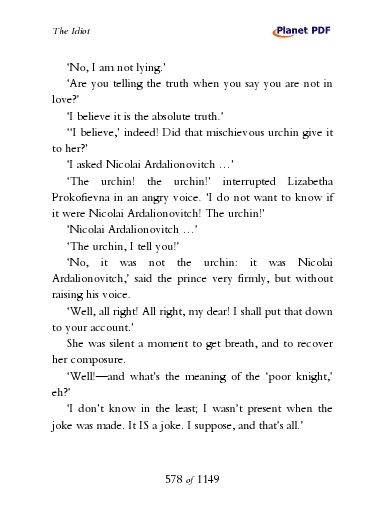 The Idiot
Planet PDF
‘No, I am not lying.’
‘Are you telling the truth when you say you are not in
love?’
‘I believe it is the absolute truth.’
‘‘I believe,’ indeed! Did that mischievous urchin give it
to her?’
‘I asked Nicolai Ardalionovitch ...’
‘The urchin! the urchin!’ interrupted Lizabetha
Prokofievna in an angry voice. ‘I do not want to know if
it were Nicolai Ardalionovitch! The urchin!’
‘Nicolai Ardalionovitch ...’
‘The urchin, I tell you!’
‘No, it was not the urchin: it was Nicolai
Ardalionovitch,’ said the prince very firmly, but without
raising his voice.
‘Well, all right! All right, my dear! I shall put that down
to your account.’
She was silent a moment to get breath, and to recover
her composure.
‘Well!—and what’s the meaning of the ‘poor knight,’
eh?’
‘I don’t know in the least; I wasn’t present when the
joke was made. It IS a joke. I suppose, and that’s all.’
578 of 1149